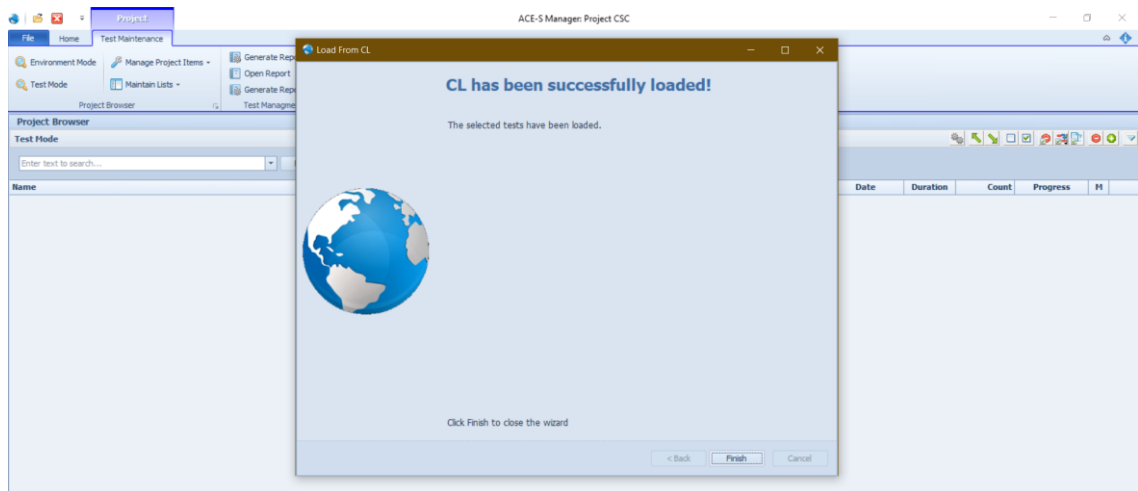 Project
ACE-S Manager: Project CSC
File Home Test Maintenance
Environment Mode Manage Project Items Generate Rep
Test Mode Maintain Lists Open Report
Generate Rep
Project Browser Test Managme
Load From CL
CL has been successfully loaded!
The selected tests have been loaded.
Click Finish to close the wizard
< Back Finish Cancel
Project Browser
Test Mode
Enter text to search...
Name Date Duration Count Progress M